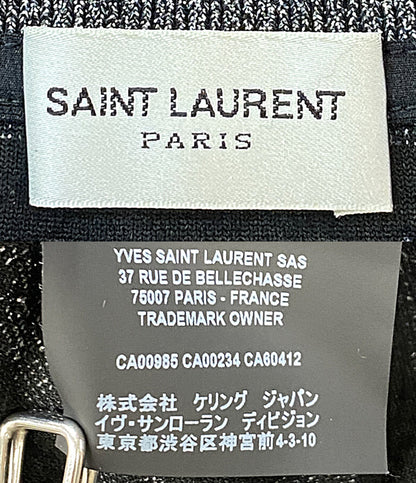 SAINT LAURENT
PARIS
YVES SAINT LAURENT SAS
37 RUE DE BELLECHASSE
75007 PARIS - FRANCE
TRADEMARK OWNER
CA00985 CA00234 CA60412
株式会社 ケリング ジャパン
イヴ・サンローラン ディビジョン
東京都渋谷区神宮前4-3-10